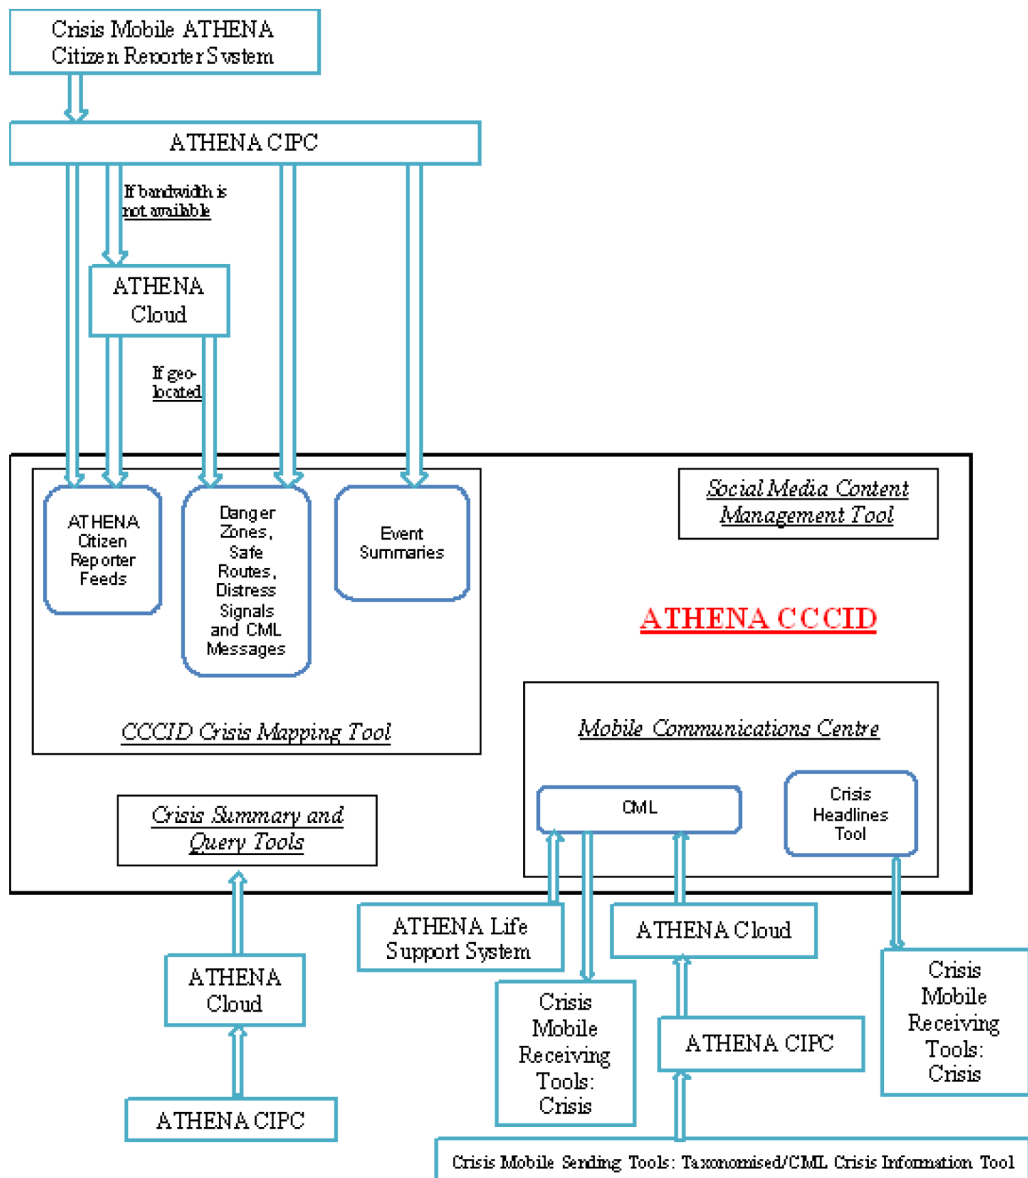 Crisis Mobile ATHENA
Citizen Reporter System
ATHENA CIPC
If bandwidth is
not available
ATHENA
Cloud
If geo-
located
ATHENA
Citizen
Reporter
Feeds
Danger
Zones,
Safe
Routes,
Distress
Signals
and CML
Messages
Event
Summaries
CCCID Crisis Mapping Tool
Social Media Content
Management Tool
ATHENA CCCID
Mobile Communications Centre
CML
Crisis
Headlines
Tool
Crisis Summary and
Query Tools
ATHENA
Cloud
ATHENA CIPC
ATHENA Life
Support System
Crisis
Mobile
Receiving
Tools:
Crisis
ATHENA Cloud
ATHENA CIPC
Crisis
Mobile
Receiving
Tools:
Crisis
Crisis Mobile Sending Tools: Taxonomised/CML Crisis Information Tool